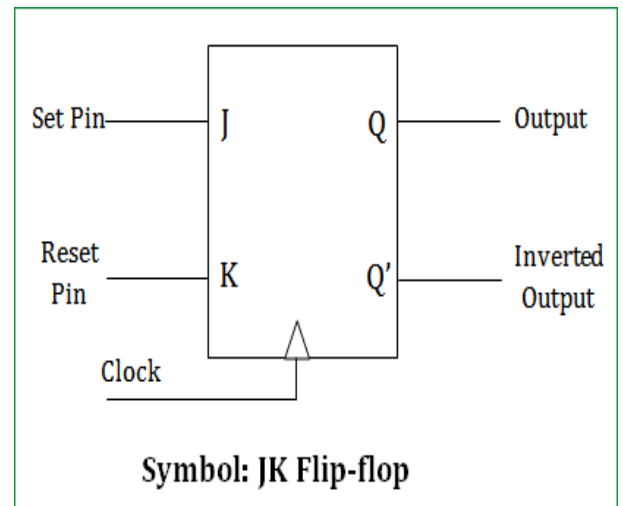 Set Pin
J
Q
Output
Reset
Pin
K
Q’
Inverted
Output
Clock
Symbol: JK Flip-flop